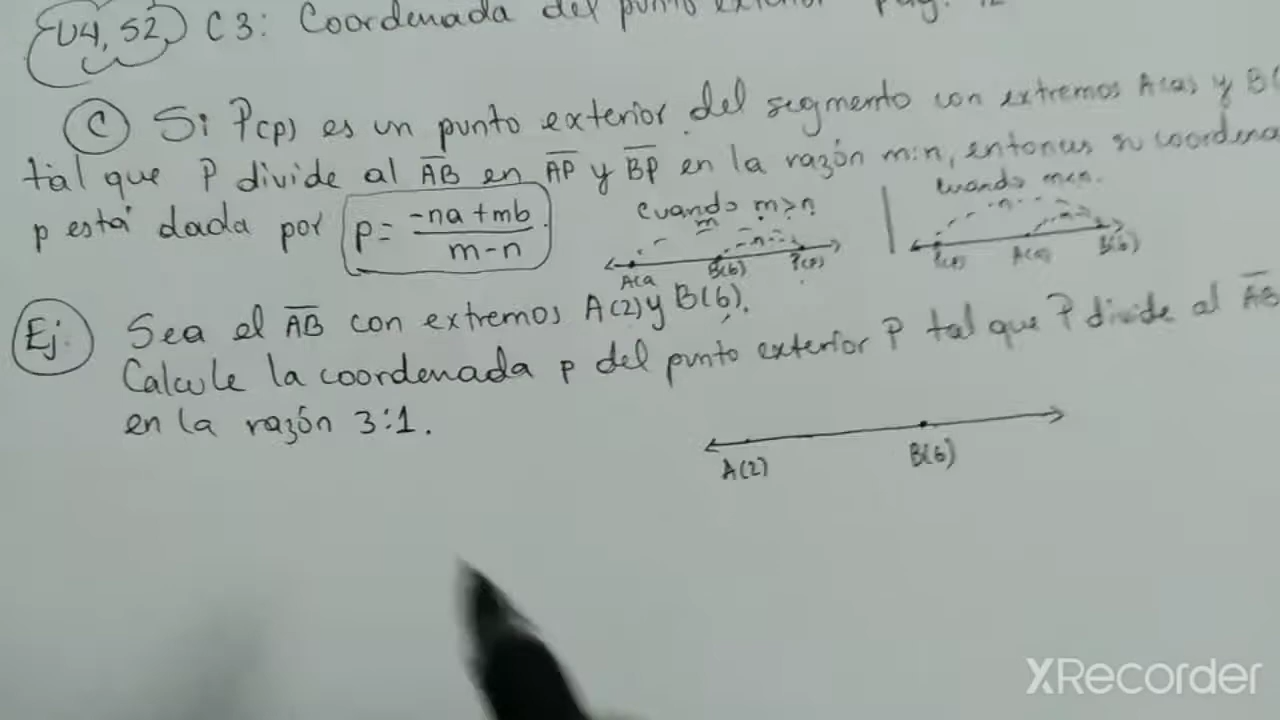 U4, S2, C3: Coordenada del punto exterior pág. 12
C Si P(p) es un punto exterior del segmento con extremos A(a) y B(
tal que P divide al AB en AP y BP en la razón m:n, entonces su coordena
p está dada por p = -na + mb / m - n
cuando m>n
m
n
A(a B(b) P(p)
cuando m<n.
n
m
P(p) A(a) B(b)
Ej: Sea el AB con extremos A(2) y B(6).
Calcule la coordenada p del punto exterior P tal que P divide al AB
en la razón 3:1.
A(2) B(6)
XRecorder